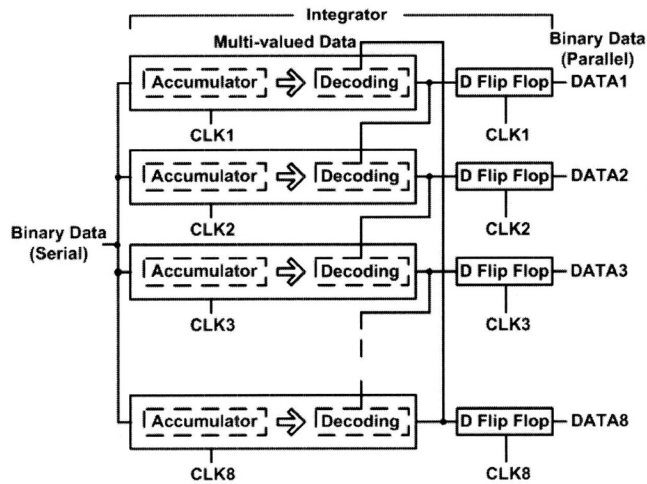 Integrator
Multi-valued Data
Binary Data
(Parallel)
Accumulator
Decoding
D Flip Flop
DATA1
CLK1
CLK1
Accumulator
Decoding
D Flip Flop
DATA2
CLK2
CLK2
Binary Data
(Serial)
Accumulator
Decoding
D Flip Flop
DATA3
CLK3
CLK3
Accumulator
Decoding
D Flip Flop
DATA8
CLK8
CLK8